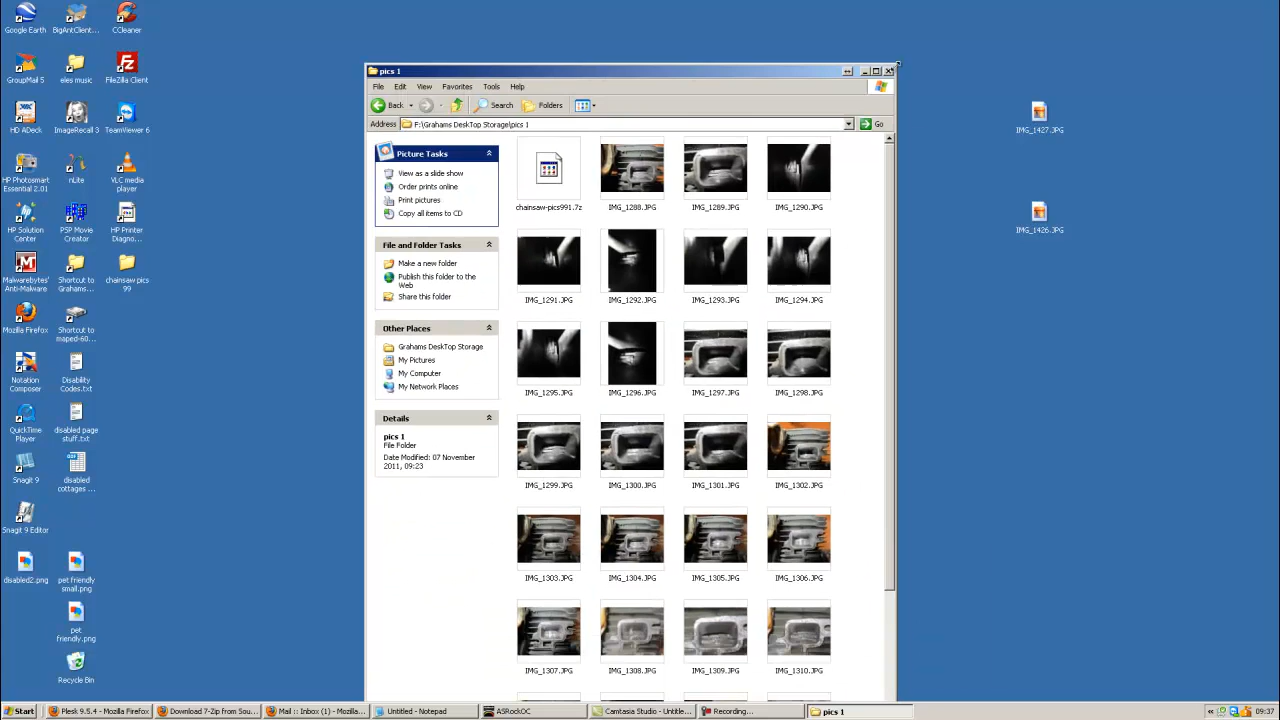 Google Earth
BigAntClient...
CCleaner
GroupMail 5
eles music
FileZilla Client
HD ADeck
ImageRecall 3
TeamViewer 6
HP Photosmart
Essential 2.01
nLite
VLC media
player
HP Solution
Center
PSP Movie
Creator
HP Printer
Diagno...
Malwarebytes'
Anti-Malware
Shortcut to
Grahams...
chainsaw pics
99
Mozilla Firefox
Shortcut to
maped-60...
Notation
Composer
Disability
Codes.txt
QuickTime
Player
disabled page
stuff.txt
Snagit 9
disabled
cottages ...
Snagit 9 Editor
disabled2.png
pet friendly
small.png
pet
friendly.png
Recycle Bin
pics 1
File Edit View Favorites Tools Help
Back Search Folders
Address F:\Grahams DeskTop Storage\pics 1 Go
Picture Tasks
View as a slide show
Order prints online
Print pictures
Copy all items to CD
File and Folder Tasks
Make a new folder
Publish this folder to the
Web
Share this folder
Other Places
Grahams DeskTop Storage
My Pictures
My Computer
My Network Places
Details
pics 1
File Folder
Date Modified: 07 November
2011, 09:23
chainsaw-pics991.7z IMG_1288.JPG IMG_1289.JPG IMG_1290.JPG
IMG_1291.JPG IMG_1292.JPG IMG_1293.JPG IMG_1294.JPG
IMG_1295.JPG IMG_1296.JPG IMG_1297.JPG IMG_1298.JPG
IMG_1299.JPG IMG_1300.JPG IMG_1301.JPG IMG_1302.JPG
IMG_1303.JPG IMG_1304.JPG IMG_1305.JPG IMG_1306.JPG
IMG_1307.JPG IMG_1308.JPG IMG_1309.JPG IMG_1310.JPG
IMG_1427.JPG
IMG_1426.JPG
Start Plesk 9.5.4 - Mozilla Firefox Download 7-Zip from Sou... Mail :: Inbox (1) - Mozilla... Untitled - Notepad ASRockOC Camtasia Studio - Untitle... Recording... pics 1 09:37